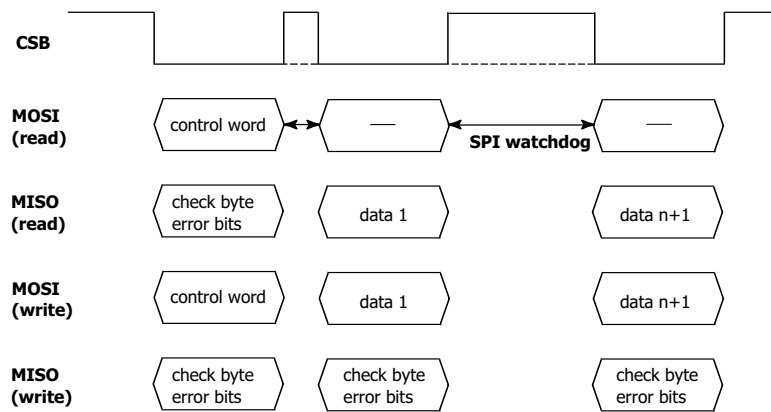 CSB
MOSI
(read)
control word
—
—
SPI watchdog
MISO
(read)
check byte
error bits
data 1
data n+1
MOSI
(write)
control word
data 1
data n+1
MISO
(write)
check byte
error bits
check byte
error bits
check byte
error bits